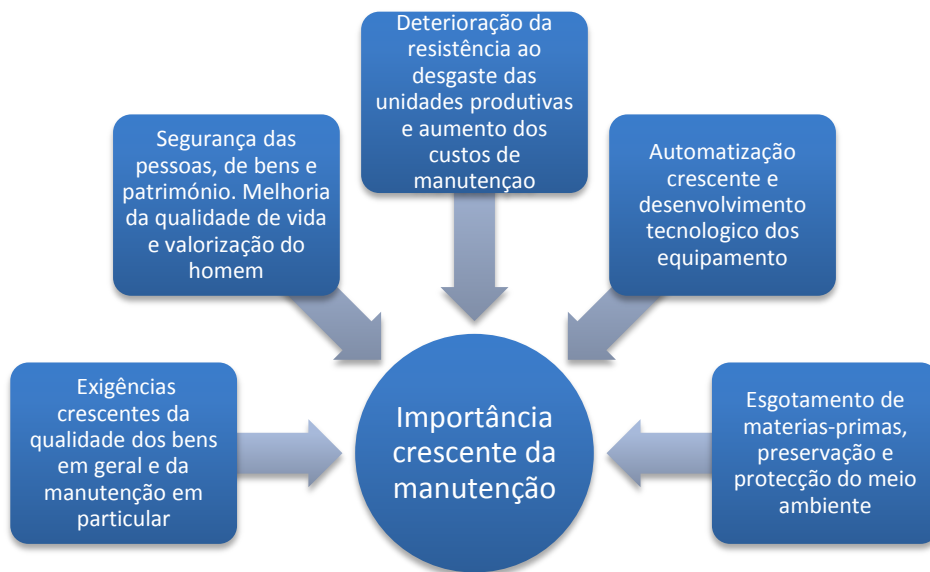 Deterioração da
resistência ao
desgaste das
unidades produtivas
e aumento dos
custos de
manutençao
Segurança das
pessoas, de bens e
património. Melhoria
da qualidade de vida
e valorização do
homem
Automatização
crescente e
desenvolvimento
tecnologico dos
equipamento
Exigências
crescentes da
qualidade dos bens
em geral e da
manutenção em
particular
Importância
crescente da
manutenção
Esgotamento de
materias-primas,
preservação e
protecção do meio
ambiente